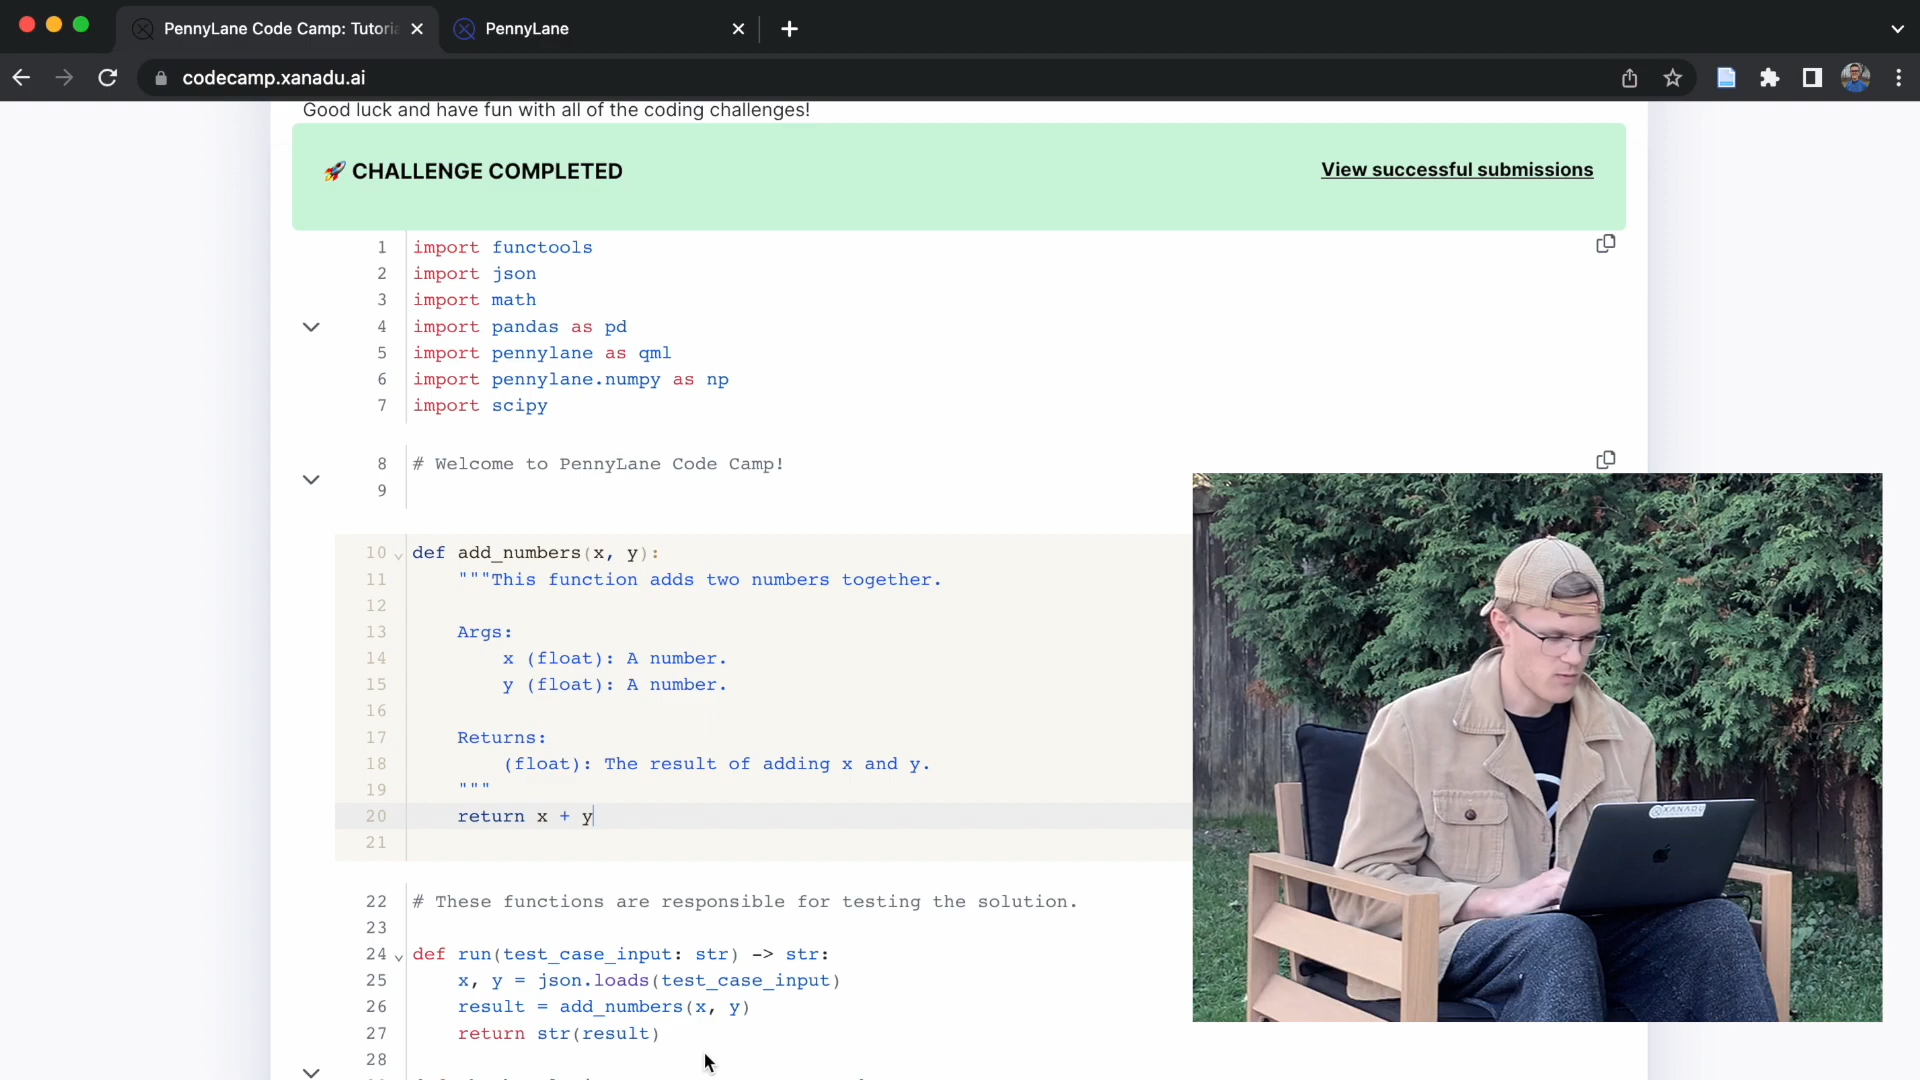 PennyLane Code Camp: Tutoria
PennyLane
codecamp.xanadu.ai
Good luck and have fun with all of the coding challenges!
🚀 CHALLENGE COMPLETED
View successful submissions
1 import functools
2 import json
3 import math
4 import pandas as pd
5 import pennylane as qml
6 import pennylane.numpy as np
7 import scipy
8 # Welcome to PennyLane Code Camp!
9
10 def add_numbers(x, y):
11 """This function adds two numbers together.
12
13 Args:
14 x (float): A number.
15 y (float): A number.
16
17 Returns:
18 (float): The result of adding x and y.
19 """
20 return x + y
21
22 # These functions are responsible for testing the solution.
23
24 def run(test_case_input: str) -> str:
25 x, y = json.loads(test_case_input)
26 result = add_numbers(x, y)
27 return str(result)
28
XANADU